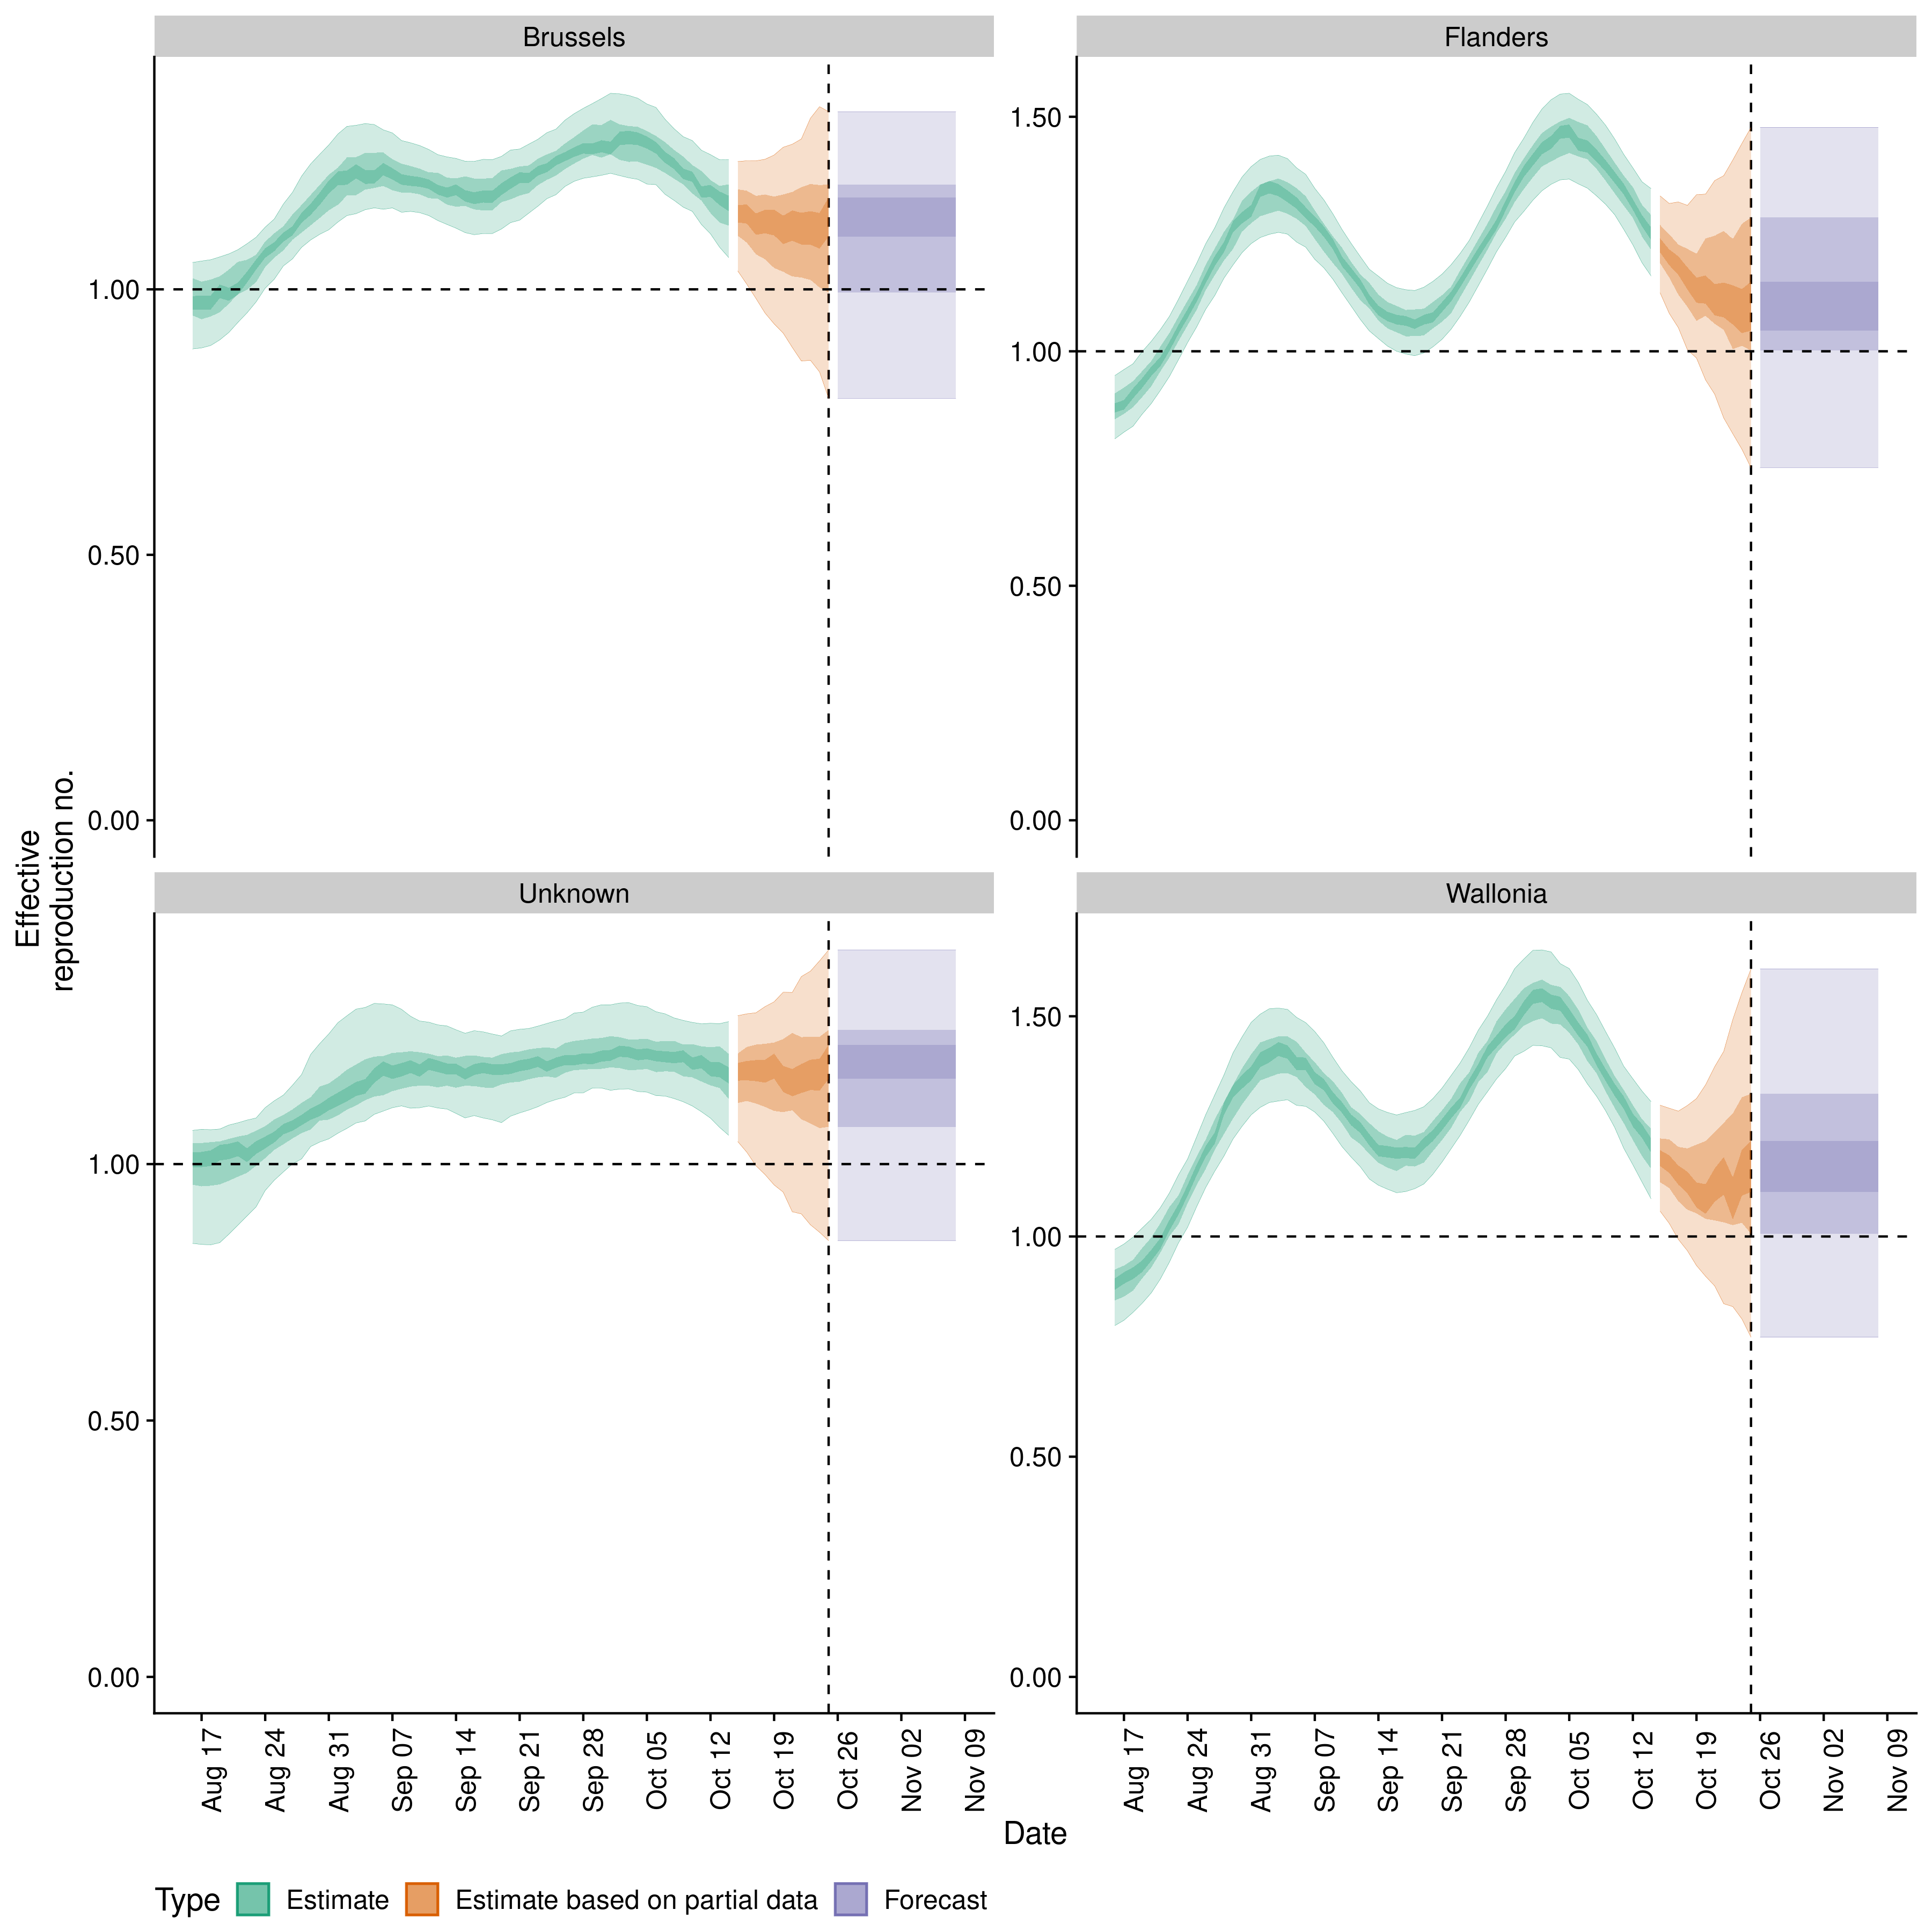 Brussels
Flanders
1.00
0.50
0.00
1.50
1.00
0.50
0.00
Effective
reproduction no.
Unknown
Wallonia
1.00
0.50
0.00
1.50
1.00
0.50
0.00
Aug 17
Aug 24
Aug 31
Sep 07
Sep 14
Sep 21
Sep 28
Oct 05
Oct 12
Oct 19
Oct 26
Nov 02
Nov 09
Aug 17
Aug 24
Aug 31
Sep 07
Sep 14
Sep 21
Sep 28
Oct 05
Oct 12
Oct 19
Oct 26
Nov 02
Nov 09
Date
Type Estimate Estimate based on partial data Forecast